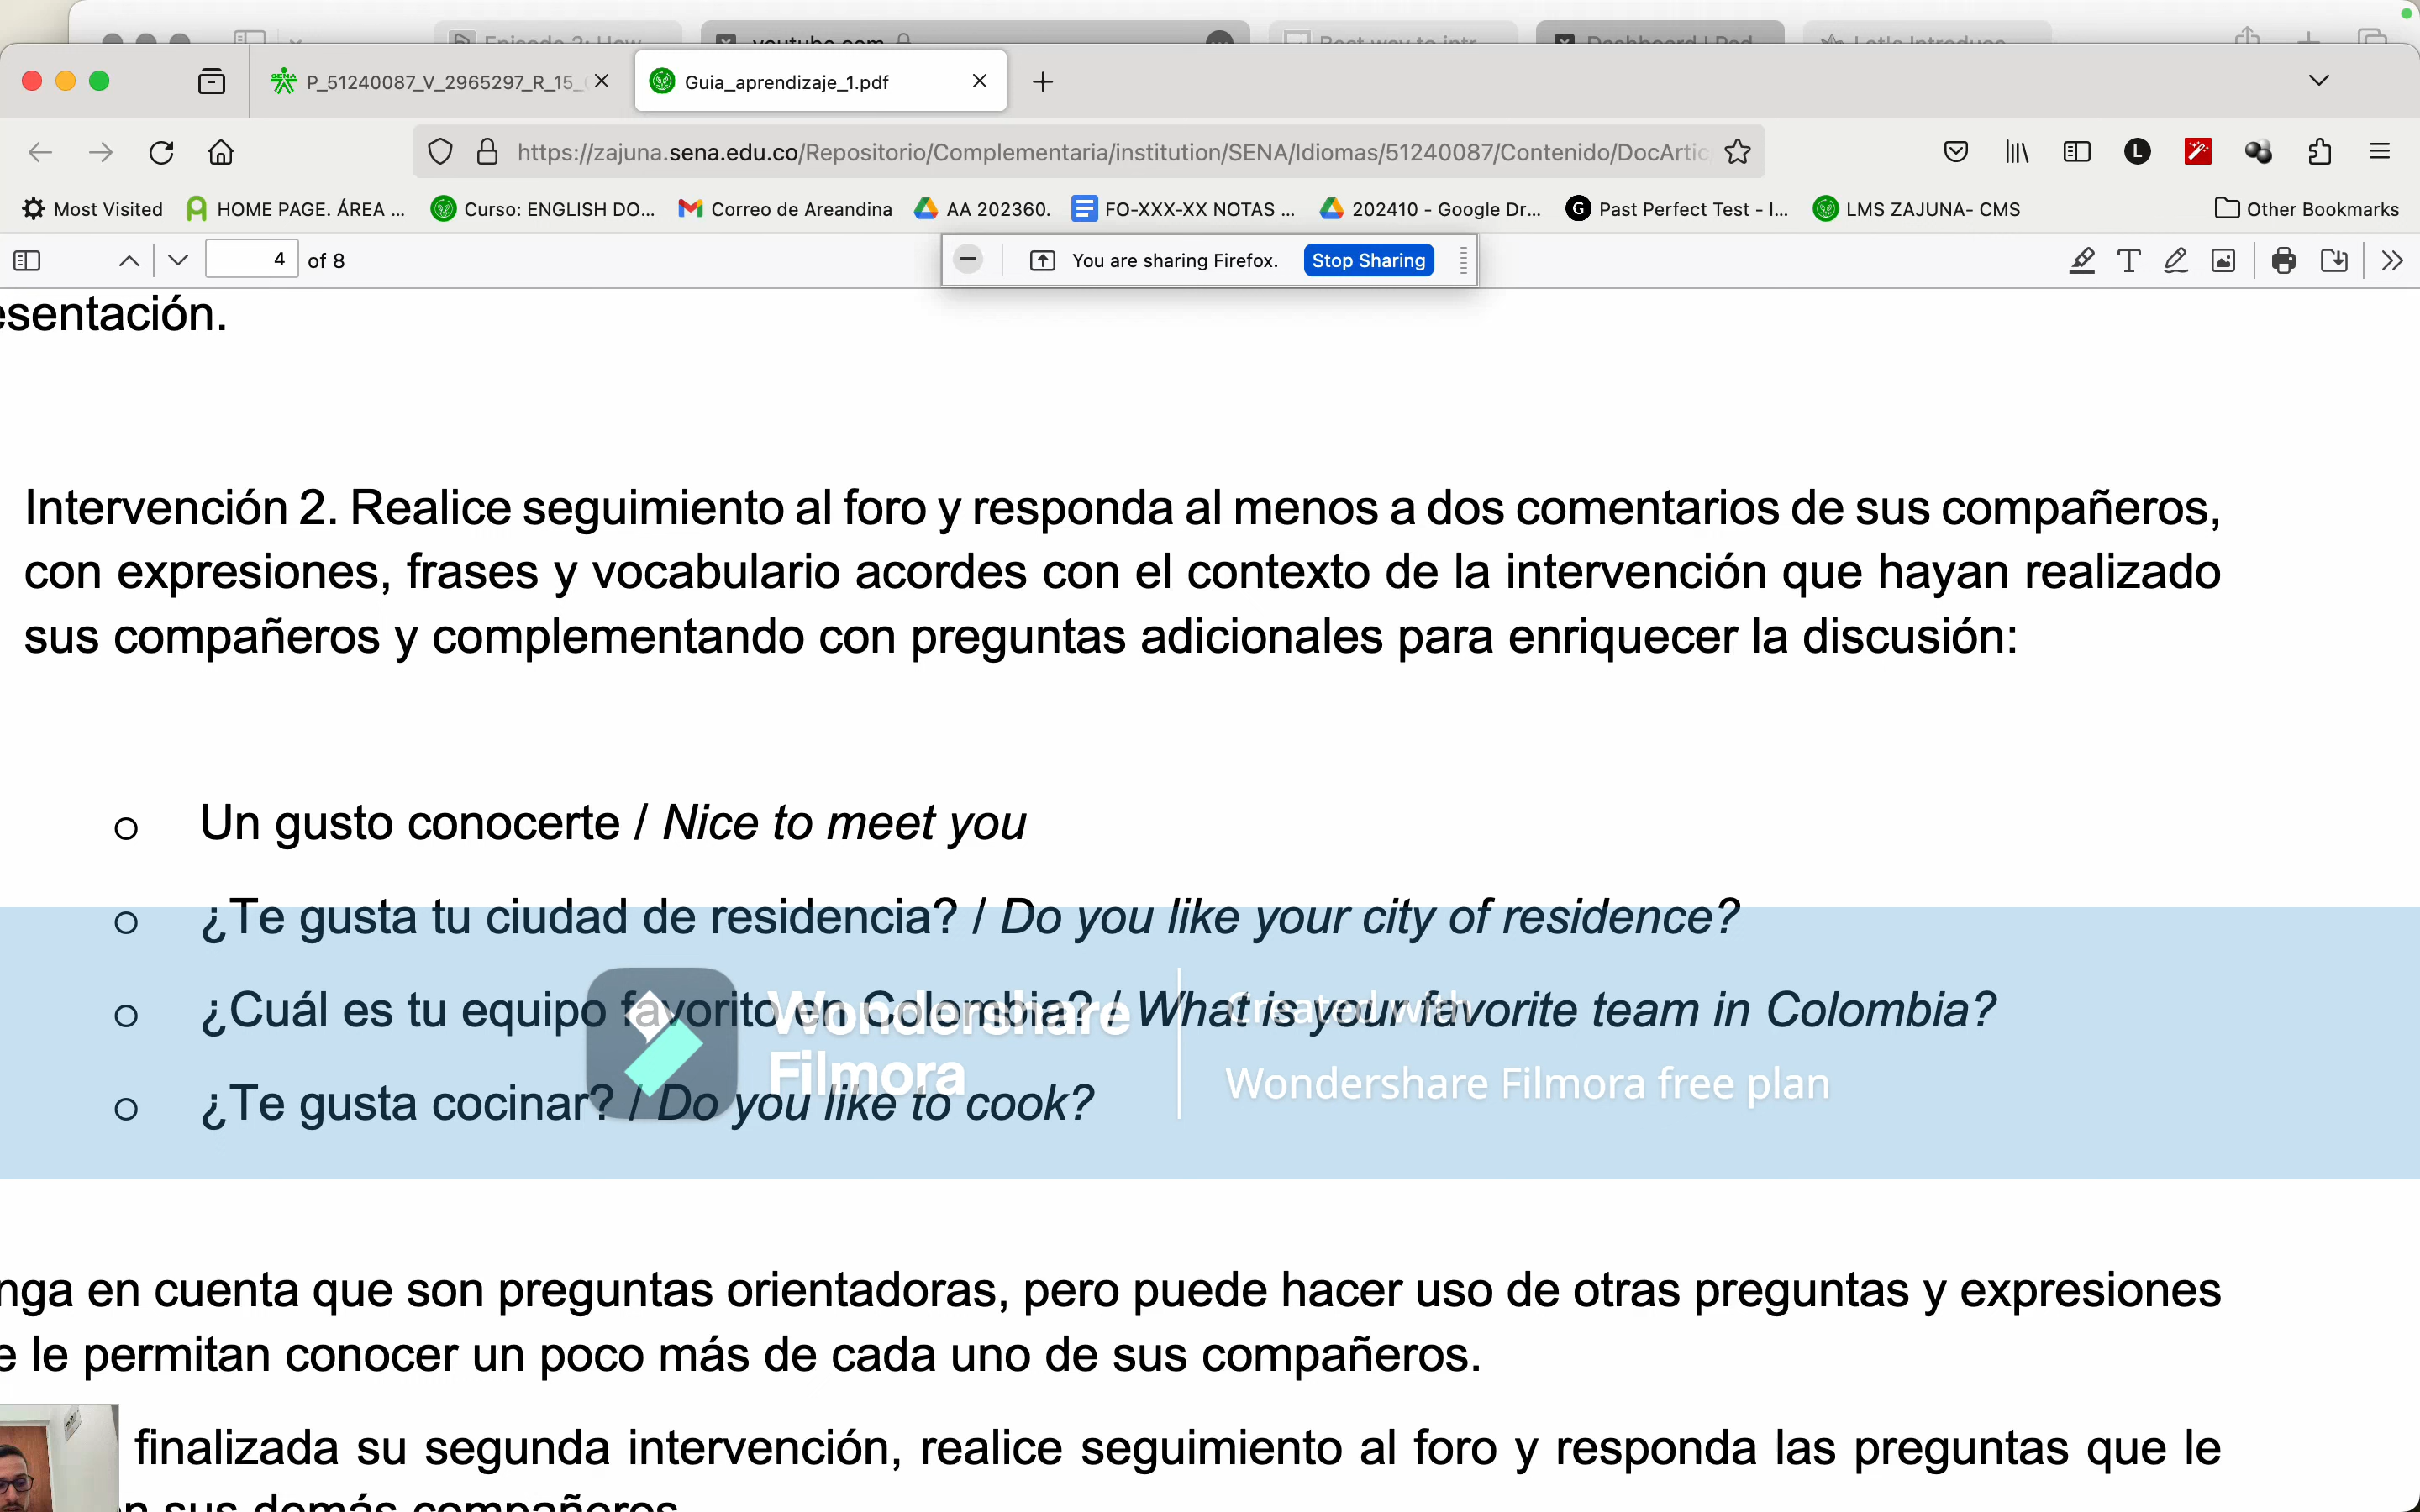 youtube.com
P_51240087_V_2965297_R_15_
Guia_aprendizaje_1.pdf
https://zajuna.sena.edu.co/Repositorio/Complementaria/institution/SENA/Idiomas/51240087/Contenido/DocArtic
Most Visited
HOME PAGE. ÁREA ...
Curso: ENGLISH DO...
Correo de Areandina
AA 202360.
FO-XXX-XX NOTAS ...
202410 - Google Dr...
Past Perfect Test - I...
LMS ZAJUNA- CMS
Other Bookmarks
4 of 8
You are sharing Firefox. Stop Sharing
esentación.
Intervención 2. Realice seguimiento al foro y responda al menos a dos comentarios de sus compañeros,
con expresiones, frases y vocabulario acordes con el contexto de la intervención que hayan realizado
sus compañeros y complementando con preguntas adicionales para enriquecer la discusión:
o Un gusto conocerte / Nice to meet you
o ¿Te gusta tu ciudad de residencia? / Do you like your city of residence?
o ¿Cuál es tu equipo favorito en Colombia? / What is your favorite team in Colombia?
o ¿Te gusta cocinar? / Do you like to cook?
Wondershare
Filmora
Created with
Wondershare Filmora free plan
nga en cuenta que son preguntas orientadoras, pero puede hacer uso de otras preguntas y expresiones
e le permitan conocer un poco más de cada uno de sus compañeros.
finalizada su segunda intervención, realice seguimiento al foro y responda las preguntas que le
n sus demás compañeros